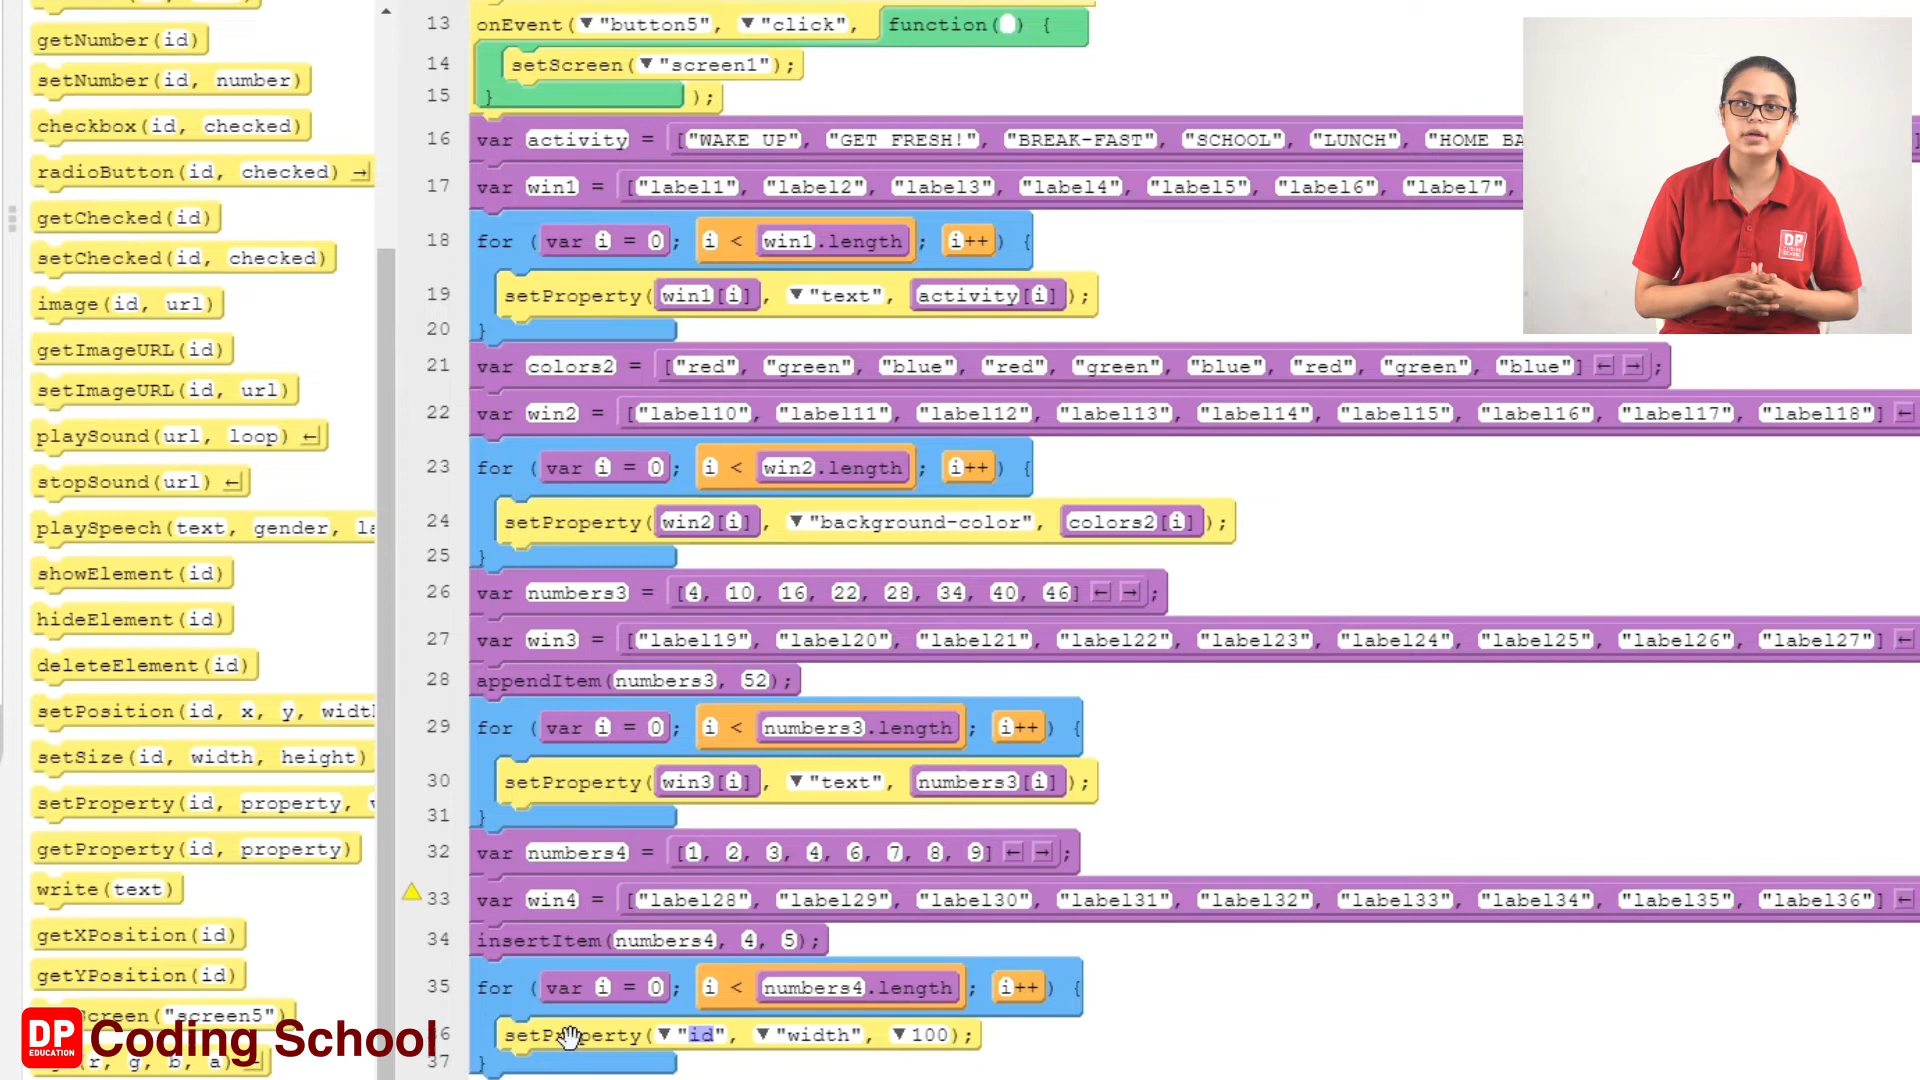 getNumber(id)
setNumber(id, number)
checkbox(id, checked)
radioButton(id, checked) →
getChecked(id)
setChecked(id, checked)
image(id, url)
getImageURL(id)
setImageURL(id, url)
playSound(url, loop) ←
stopSound(url) ←
playSpeech(text, gender, la
showElement(id)
hideElement(id)
deleteElement(id)
setPosition(id, x, y, width
setSize(id, width, height)
setProperty(id, property, v
getProperty(id, property)
write(text)
getXPosition(id)
getYPosition(id)
Screen("screen5")
(r, g, b, a)
13 onEvent(▼"button5", ▼"click", function( ) {
14 setScreen(▼"screen1");
15 } );
16 var activity = ["WAKE UP", "GET FRESH!", "BREAK-FAST", "SCHOOL", "LUNCH", "HOME BA
17 var win1 = ["label1", "label2", "label3", "label4", "label5", "label6", "label7",
18 for (var i = 0; i < win1.length; i++) {
19 setProperty(win1[i], ▼"text", activity[i]);
20 }
21 var colors2 = ["red", "green", "blue", "red", "green", "blue", "red", "green", "blue"] ← →;
22 var win2 = ["label10", "label11", "label12", "label13", "label14", "label15", "label16", "label17", "label18"] ←
23 for (var i = 0; i < win2.length; i++) {
24 setProperty(win2[i], ▼"background-color", colors2[i]);
25 }
26 var numbers3 = [4, 10, 16, 22, 28, 34, 40, 46] ← →;
27 var win3 = ["label19", "label20", "label21", "label22", "label23", "label24", "label25", "label26", "label27"] ←
28 appendItem(numbers3, 52);
29 for (var i = 0; i < numbers3.length; i++) {
30 setProperty(win3[i], ▼"text", numbers3[i]);
31 }
32 var numbers4 = [1, 2, 3, 4, 6, 7, 8, 9] ← →;
33 var win4 = ["label28", "label29", "label30", "label31", "label32", "label33", "label34", "label35", "label36"] ←
34 insertItem(numbers4, 4, 5);
35 for (var i = 0; i < numbers4.length; i++) {
36 setProperty(▼"id", ▼"width", ▼100);
37 }
DP
EDUCATION
Coding School
DP
CODING
SCHOOL